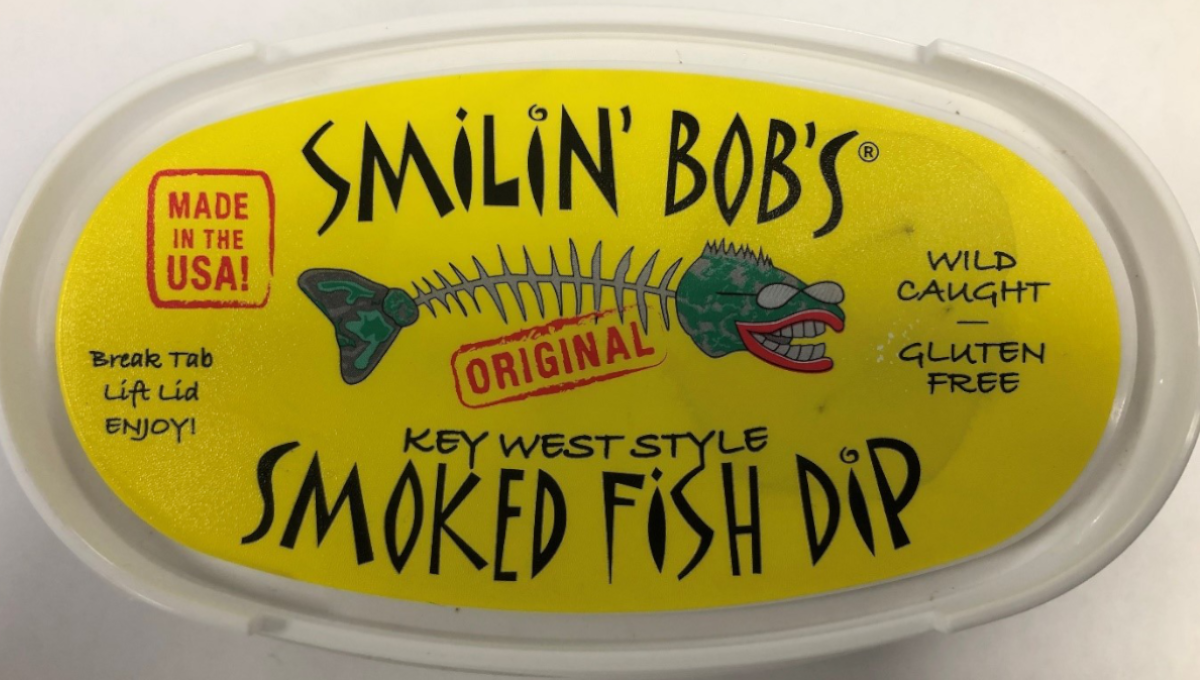 SMiLiN' BOB'S®
MADE
IN THE
USA!
WILD
CAUGHT
—
GLUTEN
FREE
ORIGINAL
Break Tab
Lift Lid
ENJOY!
KEY WEST STYLE
SMOKED FiSH DiP